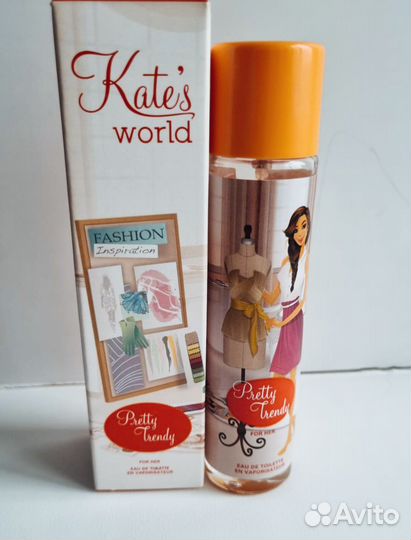 Kate's
world
FASHION
Inspiration
Pretty
Trendy
FOR HER
EAU DE TOILETTE
EN VAPORISATEUR
Pretty
Trendy
FOR HER
EAU DE TOILETTE
EN VAPORISATEUR
Avito